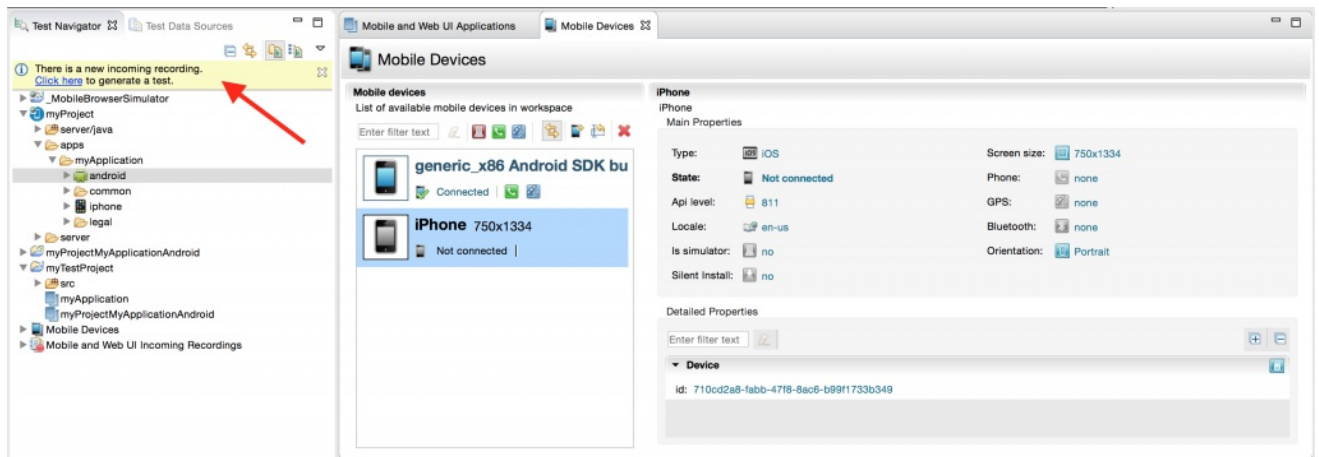 Test Navigator
Test Data Sources
There is a new incoming recording.
Click here to generate a test.
_MobileBrowserSimulator
myProject
server/java
apps
myApplication
android
common
iphone
legal
server
myProjectMyApplicationAndroid
myTestProject
src
myApplication
myProjectMyApplicationAndroid
Mobile Devices
Mobile and Web UI Incoming Recordings
Mobile and Web UI Applications
Mobile Devices
Mobile Devices
Mobile devices
List of available mobile devices in workspace
Enter filter text
generic_x86 Android SDK bu
Connected
iPhone 750x1334
Not connected
iPhone
iPhone
Main Properties
Type: iOS
Screen size: 750x1334
State: Not connected
Phone: none
Api level: 811
GPS: none
Locale: en-us
Bluetooth: none
Is simulator: no
Orientation: Portrait
Silent Install: no
Detailed Properties
Enter filter text
Device
id: 710cd2a8-fabb-47f8-8ac6-b99f1733b349